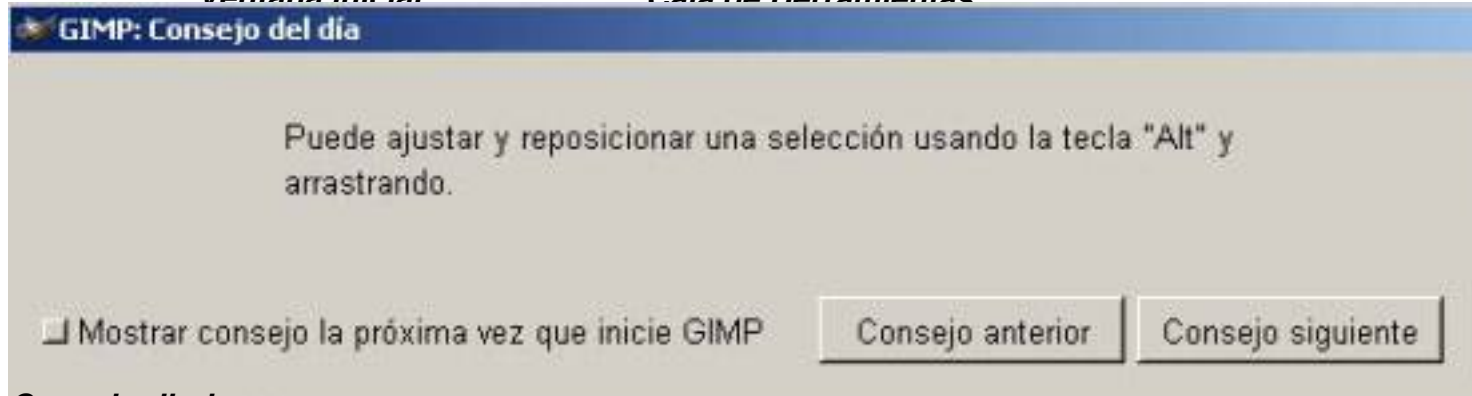 GIMP: Consejo del día
Puede ajustar y reposicionar una selección usando la tecla "Alt" y
arrastrando.
Mostrar consejo la próxima vez que inicie GIMP
Consejo anterior
Consejo siguiente